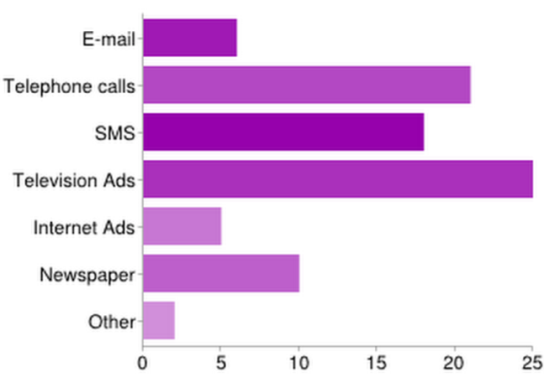 E-mail
Telephone calls
SMS
Television Ads
Internet Ads
Newspaper
Other
0 5 10 15 20 25